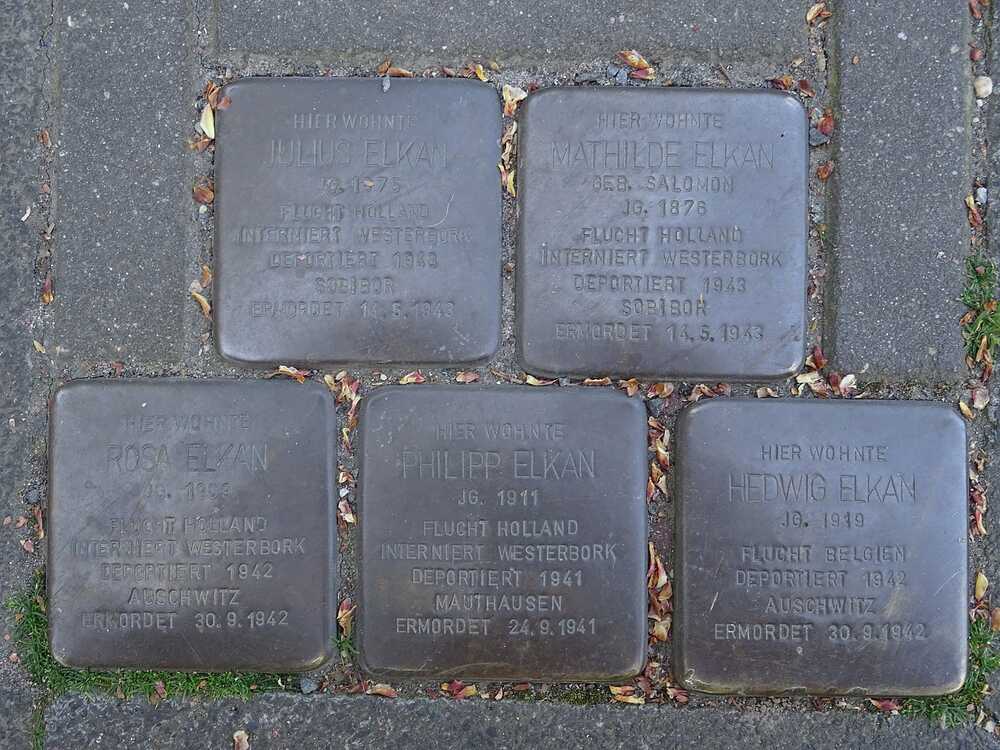 HIER WOHNTE
JULIUS ELKAN
JG. 1875
FLUCHT HOLLAND
INTERNIERT WESTERBORK
DEPORTIERT 1943
SOBIBOR
ERMORDET 14.5.1943
HIER WOHNTE
MATHILDE ELKAN
GEB. SALOMON
JG. 1876
FLUCHT HOLLAND
INTERNIERT WESTERBORK
DEPORTIERT 1943
SOBIBOR
ERMORDET 14.5.1943
HIER WOHNTE
ROSA ELKAN
JG.
FLUCHT HOLLAND
INTERNIERT WESTERBORK
DEPORTIERT 1942
AUSCHWITZ
ERMORDET 30.9.1942
HIER WOHNTE
PHILIPP ELKAN
JG. 1911
FLUCHT HOLLAND
INTERNIERT WESTERBORK
DEPORTIERT 1941
MAUTHAUSEN
ERMORDET 24.9.1941
HIER WOHNTE
HEDWIG ELKAN
JG. 1919
FLUCHT BELGIEN
DEPORTIERT 1942
AUSCHWITZ
ERMORDET 30.9.1942